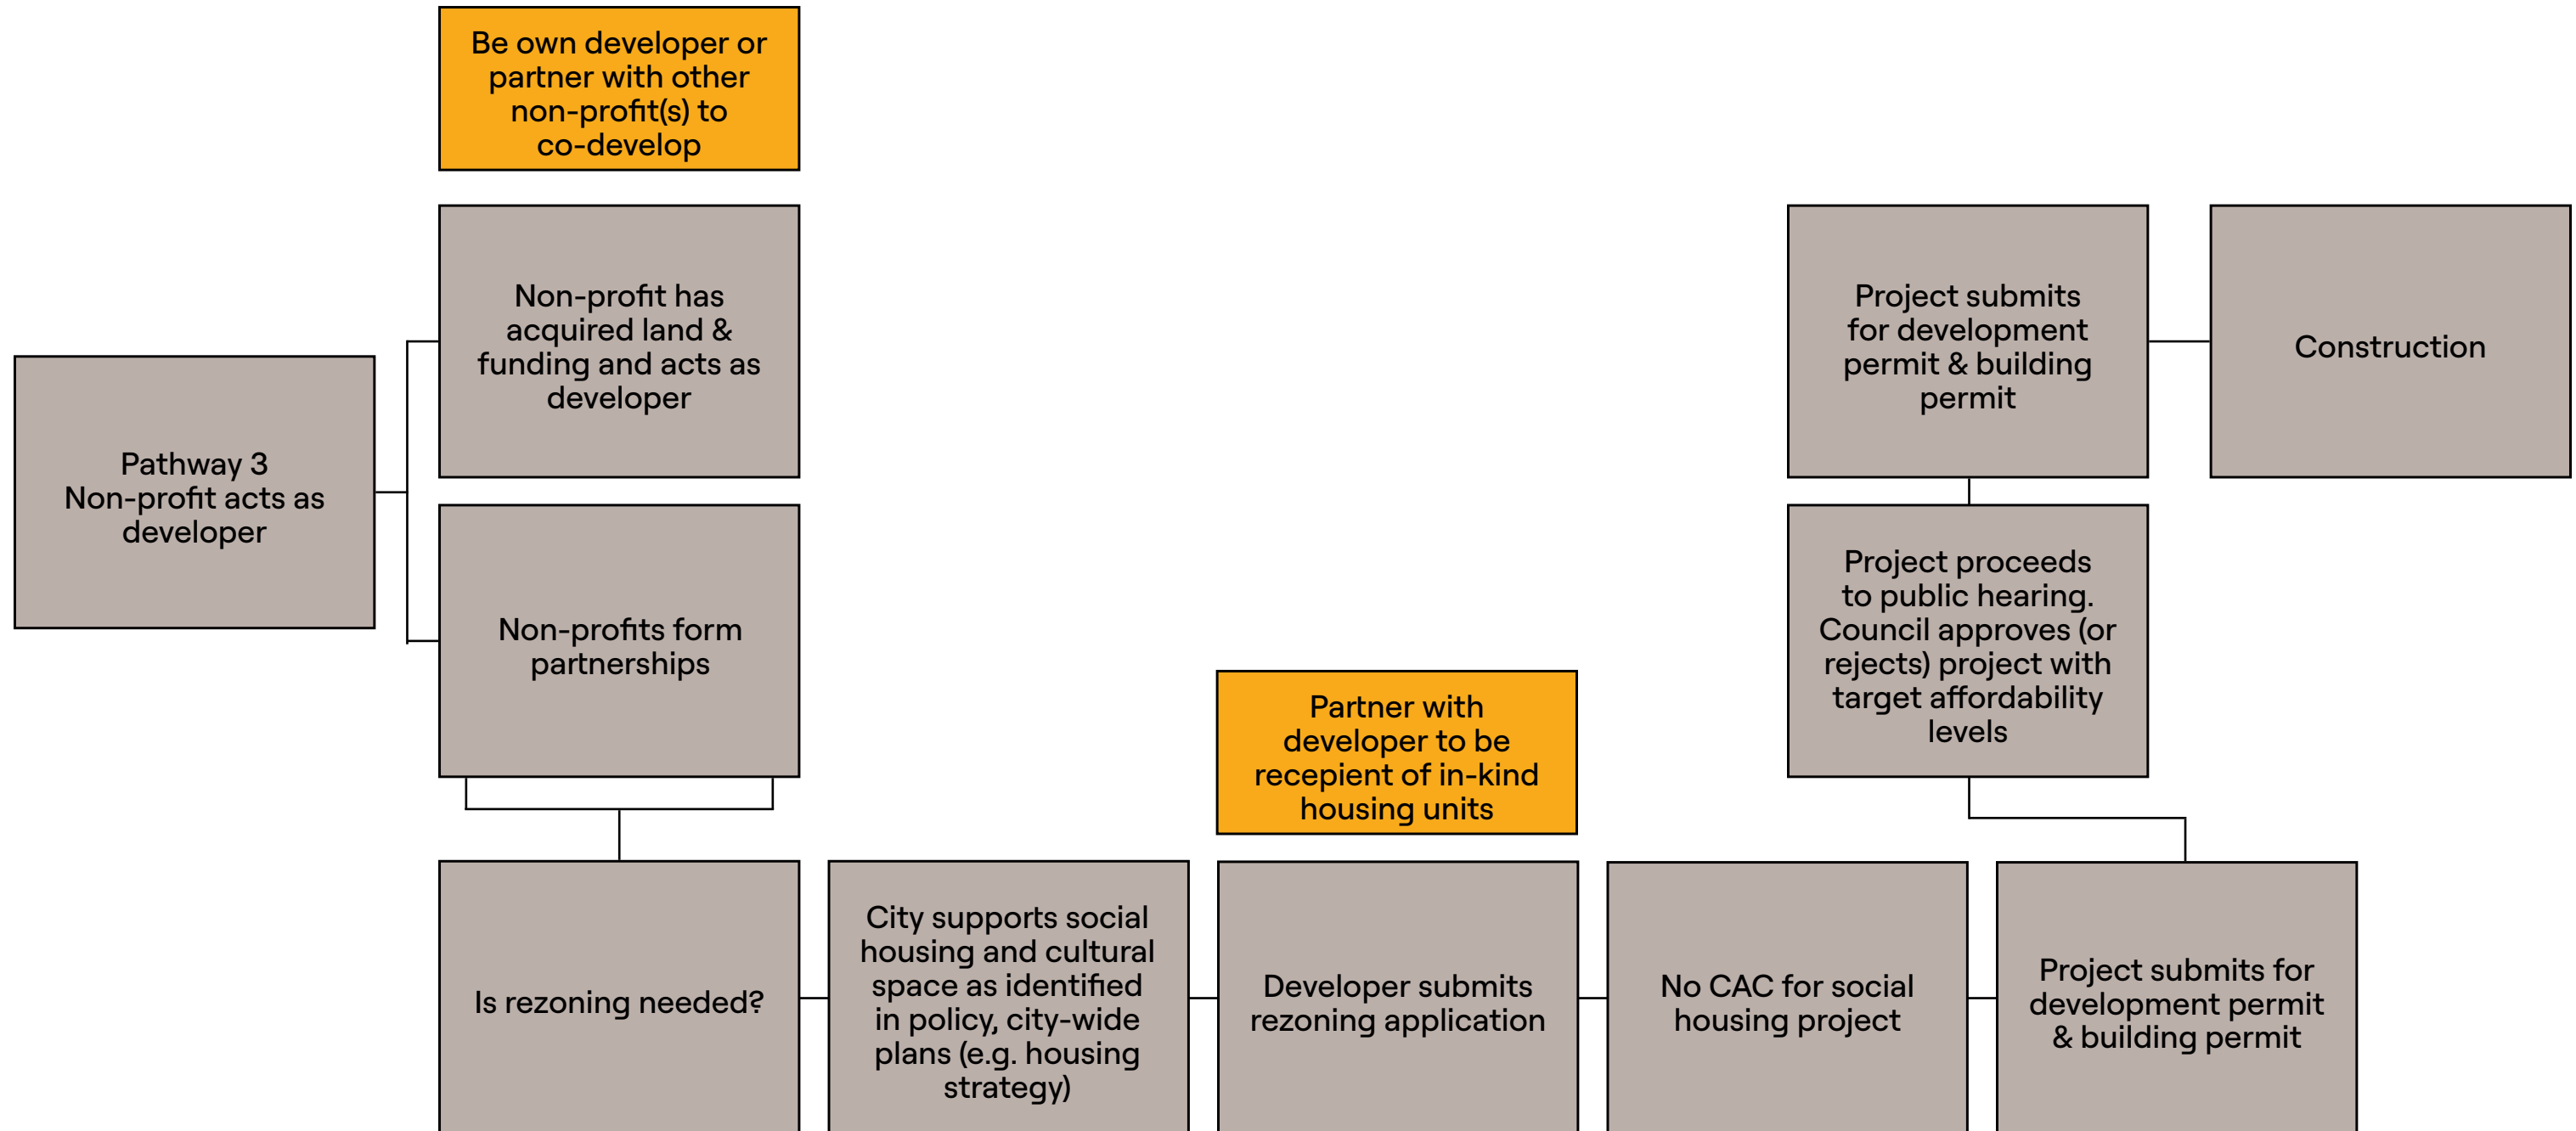 Be own developer or
partner with other
non-profit(s) to
co-develop
Pathway 3
Non-profit acts as
developer
Non-profit has
acquired land &
funding and acts as
developer
Non-profits form
partnerships
Is rezoning needed?
City supports social
housing and cultural
space as identified
in policy, city-wide
plans (e.g. housing
strategy)
Partner with
developer to be
recepient of in-kind
housing units
Developer submits
rezoning application
No CAC for social
housing project
Project submits for
development permit
& building permit
Project proceeds
to public hearing.
Council approves (or
rejects) project with
target affordability
levels
Project submits
for development
permit & building
permit
Construction